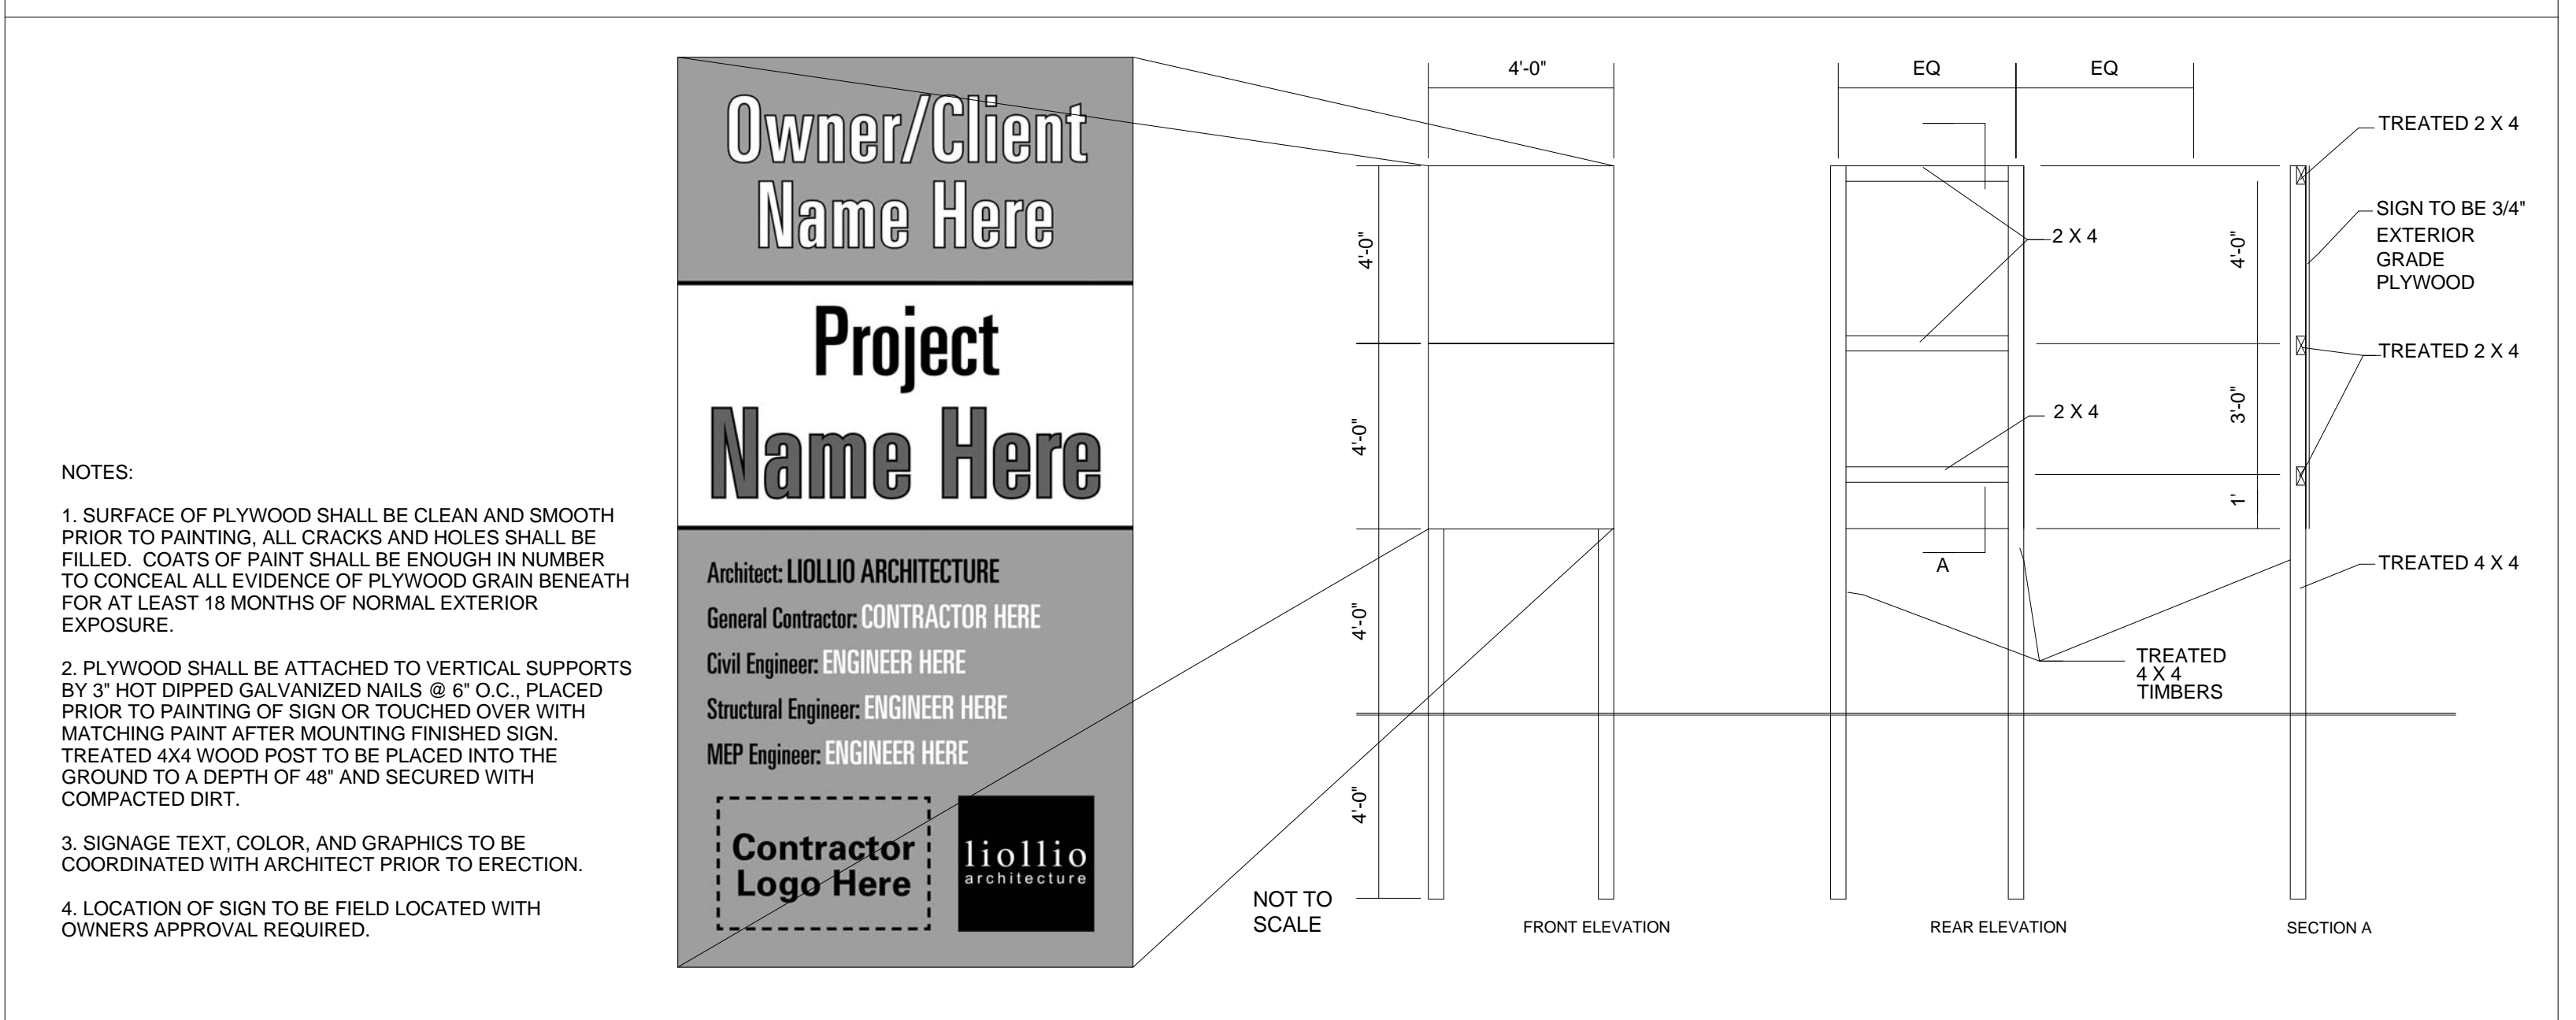 NOTES:
1. SURFACE OF PLYWOOD SHALL BE CLEAN AND SMOOTH
PRIOR TO PAINTING, ALL CRACKS AND HOLES SHALL BE
FILLED. COATS OF PAINT SHALL BE ENOUGH IN NUMBER
TO CONCEAL ALL EVIDENCE OF PLYWOOD GRAIN BENEATH
FOR AT LEAST 18 MONTHS OF NORMAL EXTERIOR
EXPOSURE.
2. PLYWOOD SHALL BE ATTACHED TO VERTICAL SUPPORTS
BY 3" HOT DIPPED GALVANIZED NAILS @ 6" O.C., PLACED
PRIOR TO PAINTING OF SIGN OR TOUCHED OVER WITH
MATCHING PAINT AFTER MOUNTING FINISHED SIGN.
TREATED 4X4 WOOD POST TO BE PLACED INTO THE
GROUND TO A DEPTH OF 48" AND SECURED WITH
COMPACTED DIRT.
3. SIGNAGE TEXT, COLOR, AND GRAPHICS TO BE
COORDINATED WITH ARCHITECT PRIOR TO ERECTION.
4. LOCATION OF SIGN TO BE FIELD LOCATED WITH
OWNERS APPROVAL REQUIRED.
Owner/Client
Name Here
Project
Name Here
Architect: LIOLLIO ARCHITECTURE
General Contractor: CONTRACTOR HERE
Civil Engineer: ENGINEER HERE
Structural Engineer: ENGINEER HERE
MEP Engineer: ENGINEER HERE
Contractor
Logo Here
liollio
architecture
4'-0"
4'-0"
4'-0"
4'-0"
4'-0"
NOT TO
SCALE
FRONT ELEVATION
EQ
EQ
2 X 4
2 X 4
A
TREATED
4 X 4
TIMBERS
REAR ELEVATION
4'-0"
3'-0"
1'
TREATED 2 X 4
SIGN TO BE 3/4"
EXTERIOR
GRADE
PLYWOOD
TREATED 2 X 4
TREATED 4 X 4
SECTION A